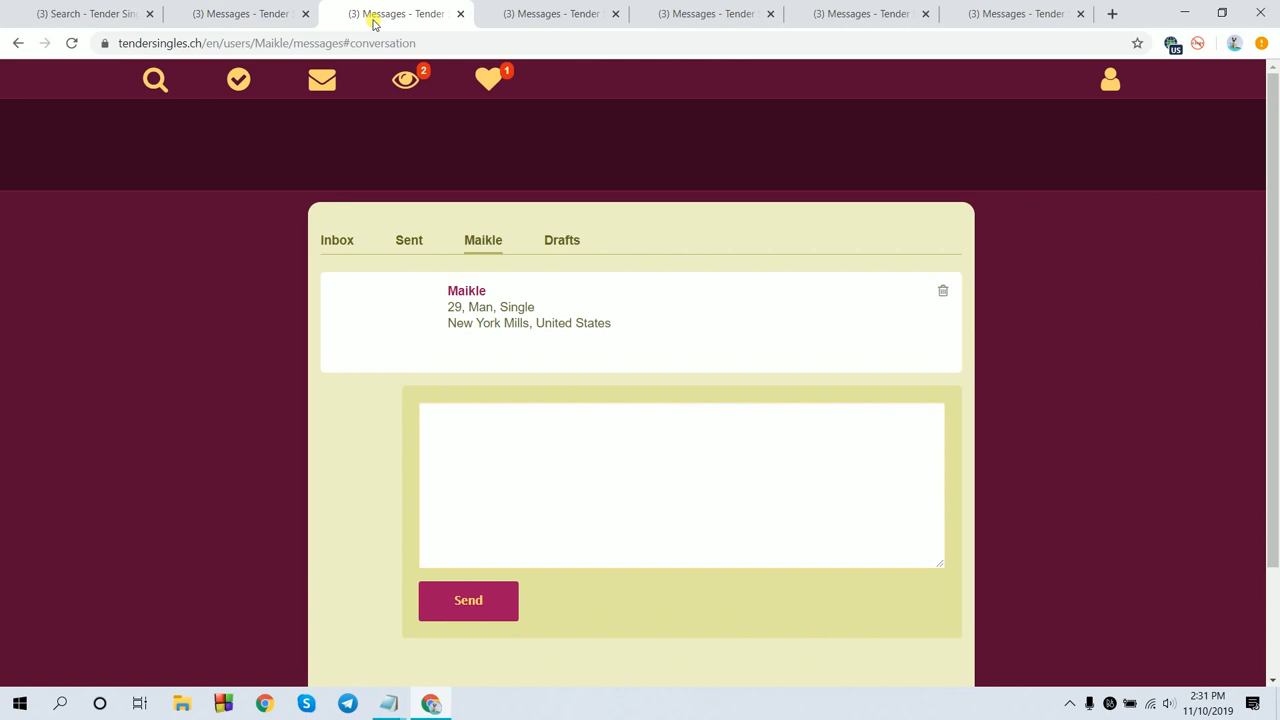 (3) Search - Tender Sin
(3) Messages - Tender
(3) Messages - Tender
(3) Messages - Tender
(3) Messages - Tender
(3) Messages - Tender
(3) Messages - Tender
tendersingles.ch/en/users/Maikle/messages#conversation
US
2
1
Inbox
Sent
Maikle
Drafts
Maikle
29, Man, Single
New York Mills, United States
Send
2:31 PM
11/10/2019